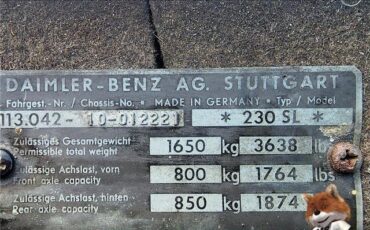 DAIMLER-BENZ AG. STUTTGART
Fahrgest.-Nr. / Chassis-No. • MADE IN GERMANY • Typ / Model
113.042- 10-012221 * 230 SL *
Zulässiges Gesamtgewicht
Permissible total weight 1650 kg 3638 lbs
Zulässige Achslast, vorn
Front axle capacity 800 kg 1764 lbs
Zulässige Achslast, hinten
Rear axle capacity 850 kg 1874